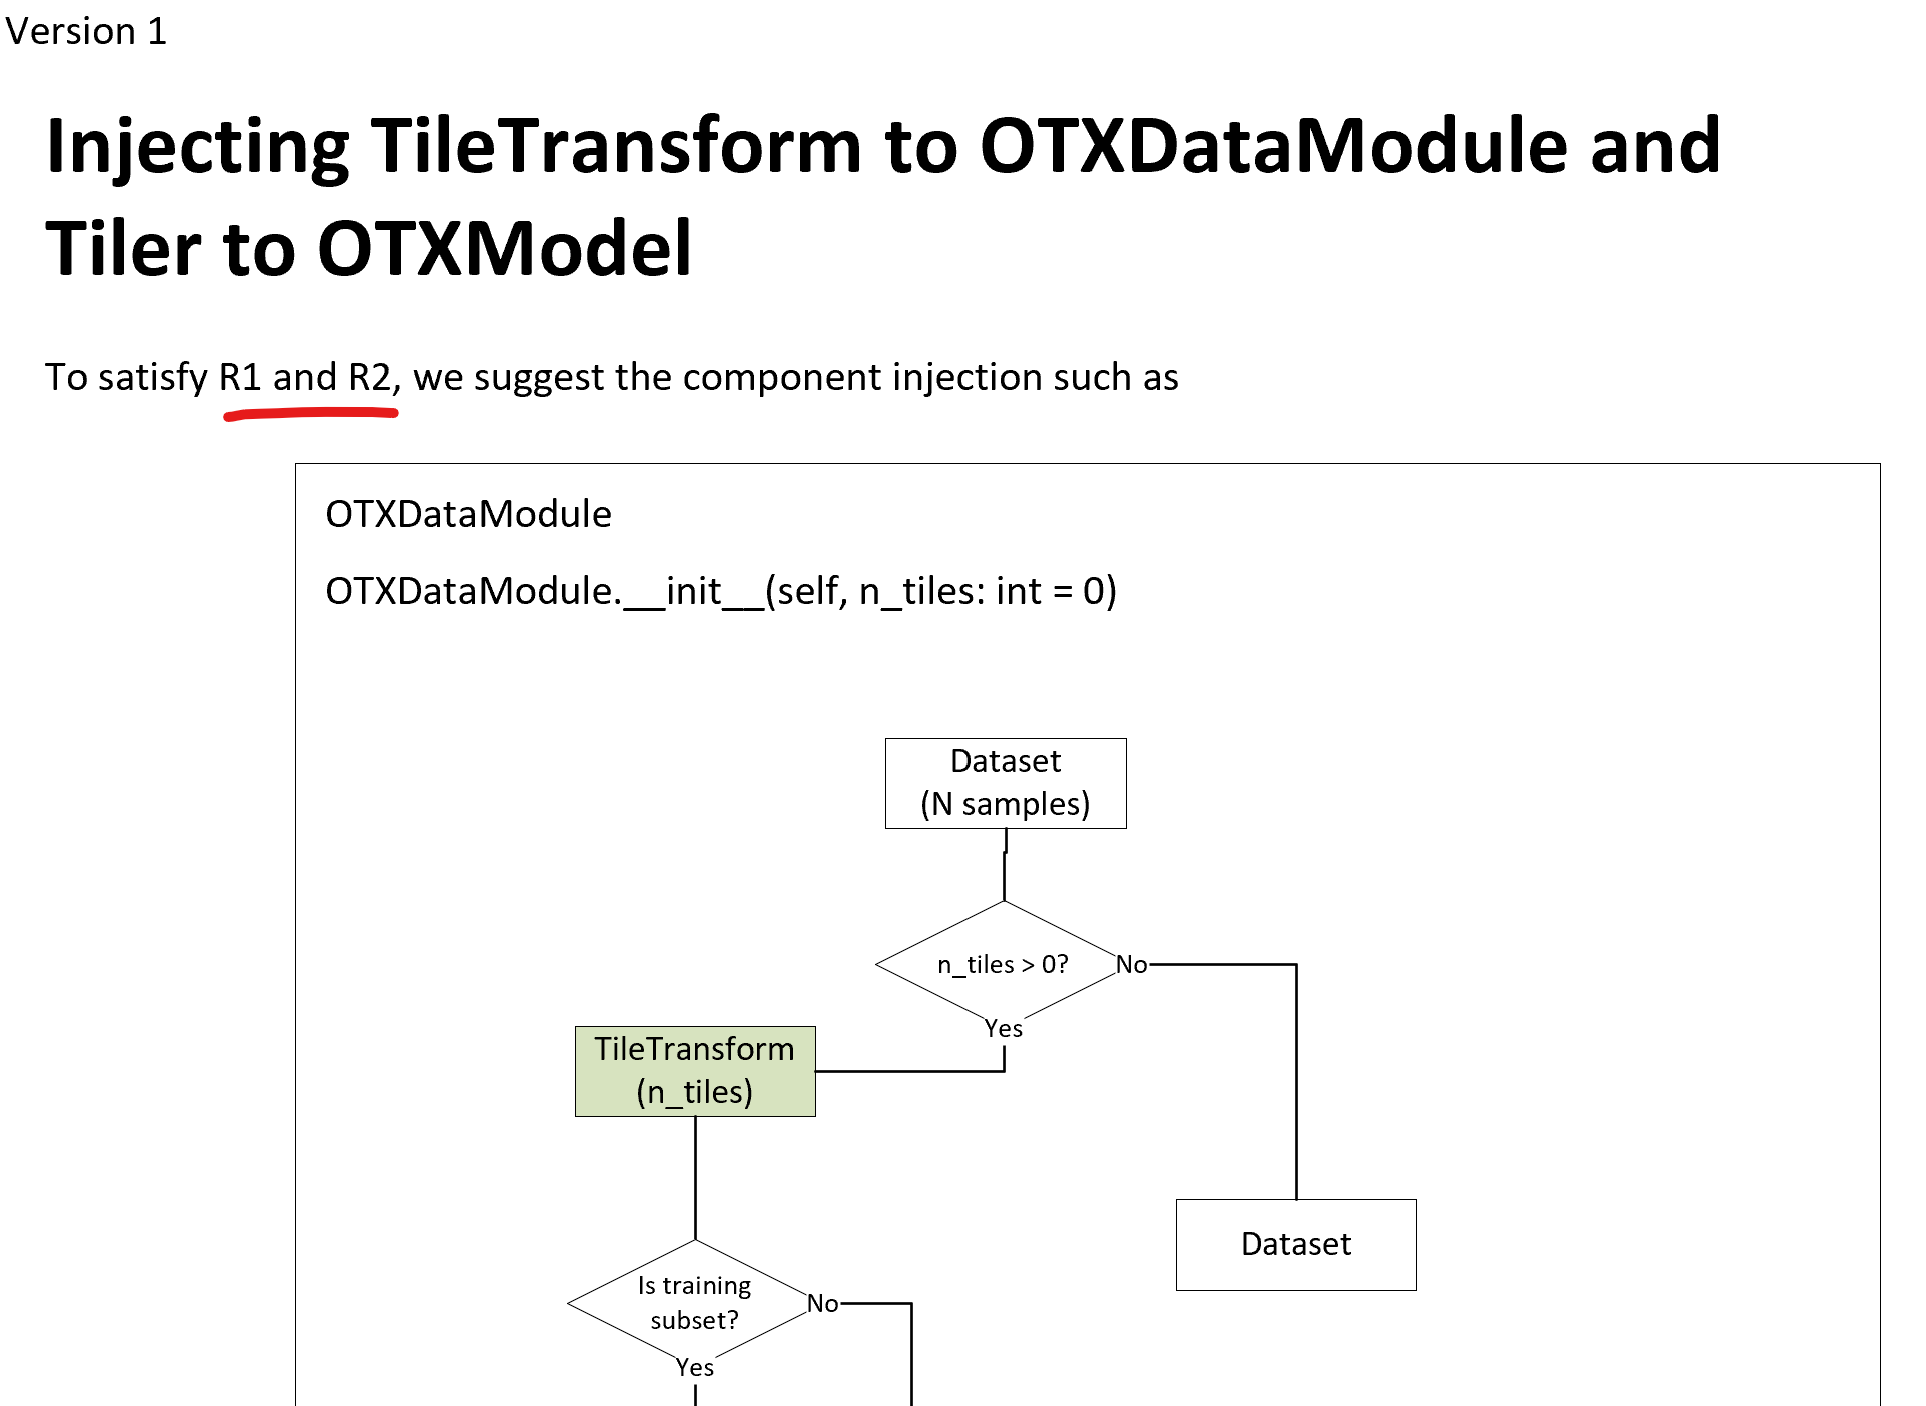 Version 1
Injecting TileTransform to OTXDataModule and
Tiler to OTXModel
To satisfy R1 and R2, we suggest the component injection such as
OTXDataModule
OTXDataModule.__init__(self, n_tiles: int = 0)
Dataset
(N samples)
n_tiles > 0?
No
Yes
TileTransform
(n_tiles)
Dataset
Is training
subset?
No
Yes